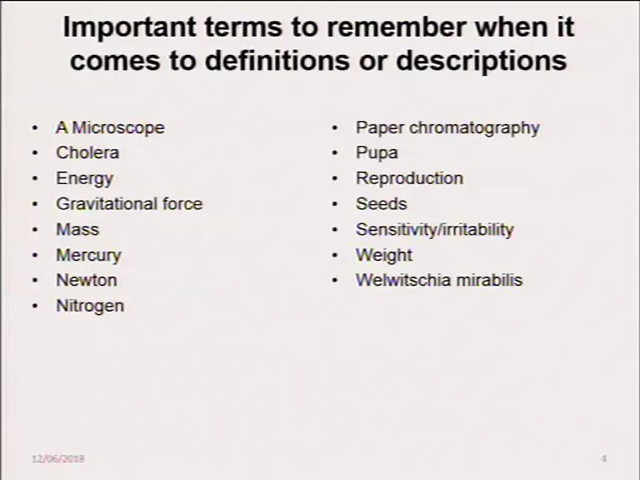 Important terms to remember when it
comes to definitions or descriptions
• A Microscope
• Cholera
• Energy
• Gravitational force
• Mass
• Mercury
• Newton
• Nitrogen
• Paper chromatography
• Pupa
• Reproduction
• Seeds
• Sensitivity/irritability
• Weight
• Welwitschia mirabilis
12/06/2018
4